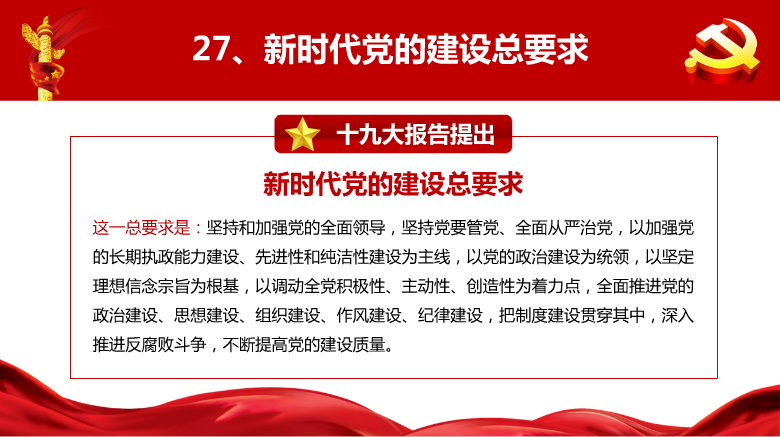 27、新时代党的建设总要求
十九大报告提出
新时代党的建设总要求
这一总要求是：坚持和加强党的全面领导，坚持党要管党、全面从严治党，以加强党
的长期执政能力建设、先进性和纯洁性建设为主线，以党的政治建设为统领，以坚定
理想信念宗旨为根基，以调动全党积极性、主动性、创造性为着力点，全面推进党的
政治建设、思想建设、组织建设、作风建设、纪律建设，把制度建设贯穿其中，深入
推进反腐败斗争，不断提高党的建设质量。